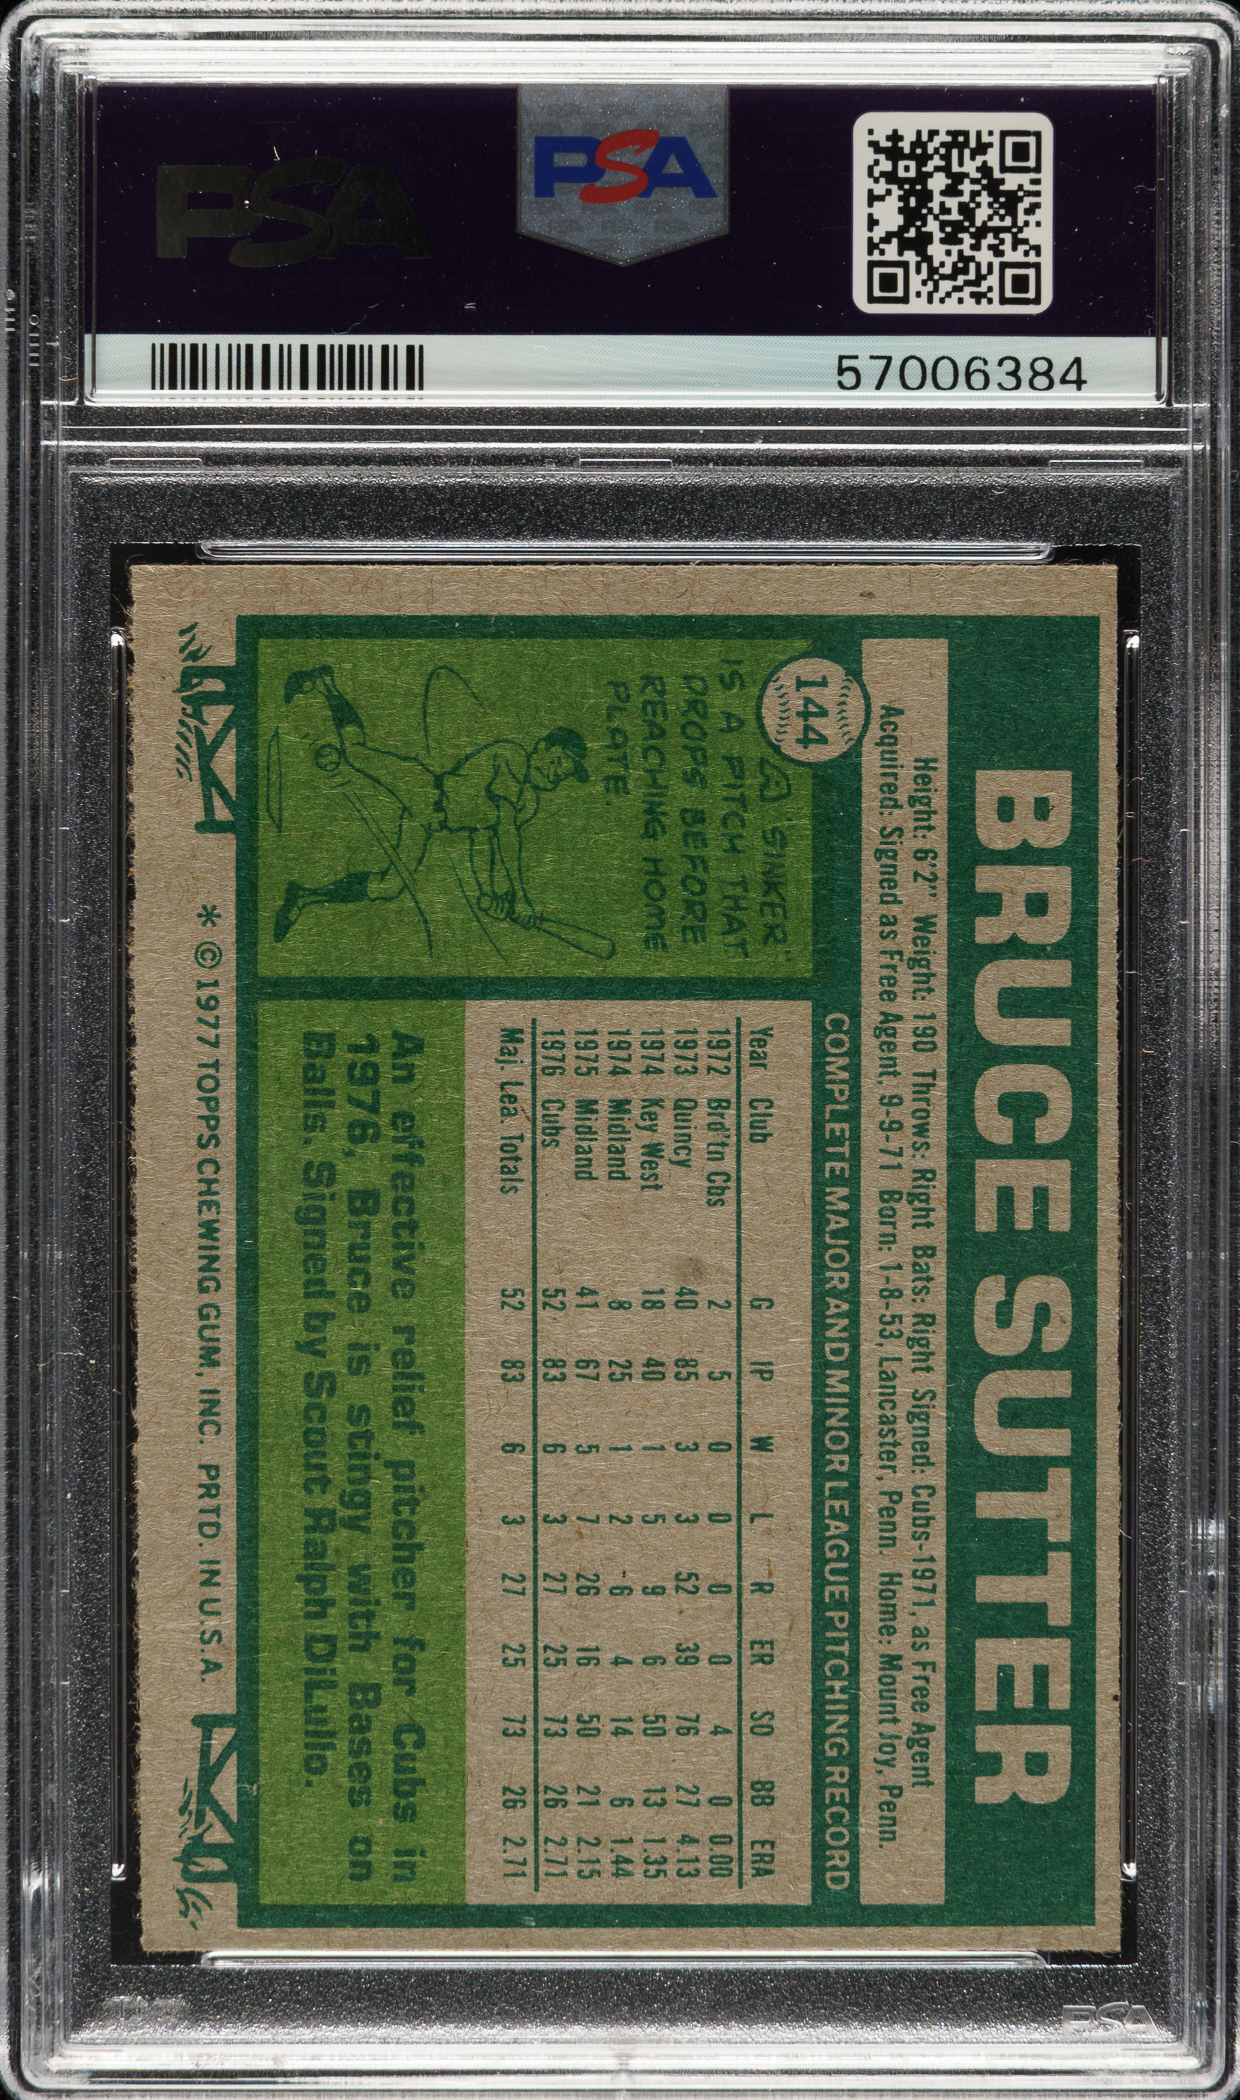 PSA
PSA
57006384
BRUCE SUTTER
Height: 6'2" Weight: 190 Throws: Right Bats: Right Signed: Cubs-1971, as Free Agent
Acquired: Signed as Free Agent, 9-9-71 Born: 1-8-53, Lancaster, Penn. Home: Mount Joy, Penn.
144
COMPLETE MAJOR AND MINOR LEAGUE PITCHING RECORD
A "SINKER"
IS A PITCH THAT
DROPS BEFORE
REACHING HOME
PLATE.
Year Club G IP W L R ER SO BB ERA
1972 Brd'tn Cbs 2 5 0 0 0 0 4 0 0.00
1973 Quincy 40 85 3 3 52 39 76 27 4.13
1974 Key West 18 40 1 5 9 6 50 13 1.35
1974 Midland 8 25 1 2 6 4 14 6 1.44
1975 Midland 41 67 5 7 26 16 50 21 2.15
1976 Cubs 52 83 6 3 27 25 73 26 2.71
Maj. Lea. Totals 52 83 6 3 27 25 73 26 2.71
An effective relief pitcher for Cubs in
1976, Bruce is stingy with Bases on
Balls. Signed by Scout Ralph DiLullo.
* © 1977 TOPPS CHEWING GUM, INC. PRTD. IN U.S.A.
PSA